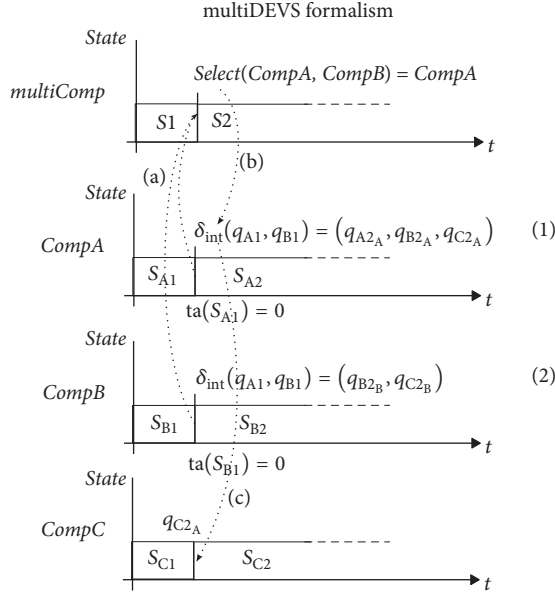 multiDEVS formalism
State
Select(CompA, CompB) = CompA
multiComp
S1 S2
t
(a) (b)
State
δint(qA1, qB1) = (qA2A, qB2A, qC2A) (1)
CompA
SA1 SA2
t
ta(SA1) = 0
State
δint(qA1, qB1) = (qB2B, qC2B) (2)
CompB
SB1 SB2
t
ta(SB1) = 0
State
(c)
qC2A
CompC
SC1 SC2
t